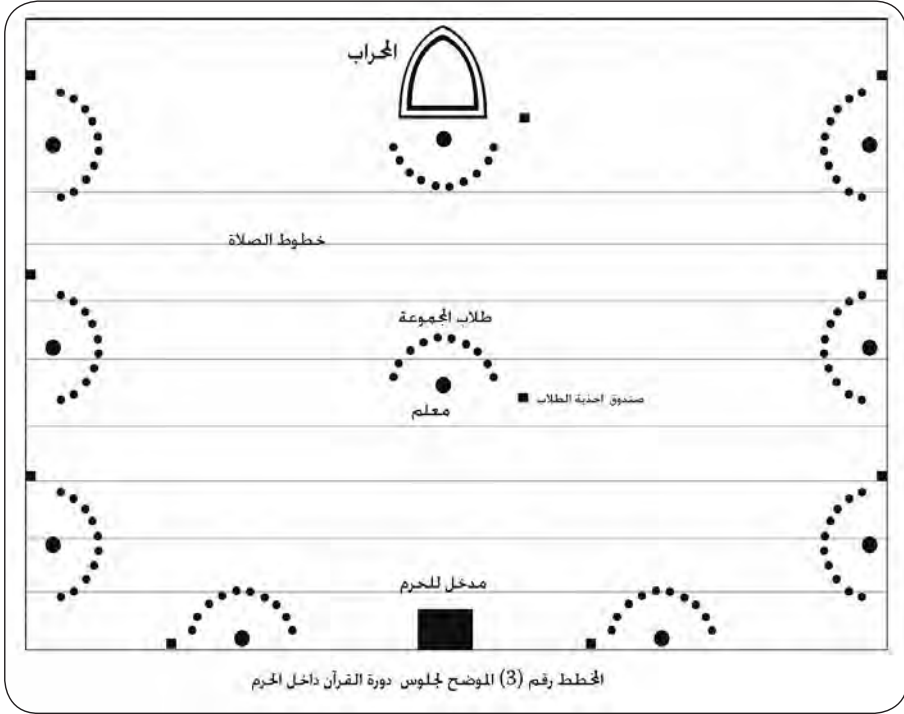 المحراب
خطوط الصلاة
طلاب المجموعة
صندوق احذية الطلاب
معلم
مدخل للحرم
المخطط رقم (3) الموضح لجلوس دورة القرآن داخل الحرم